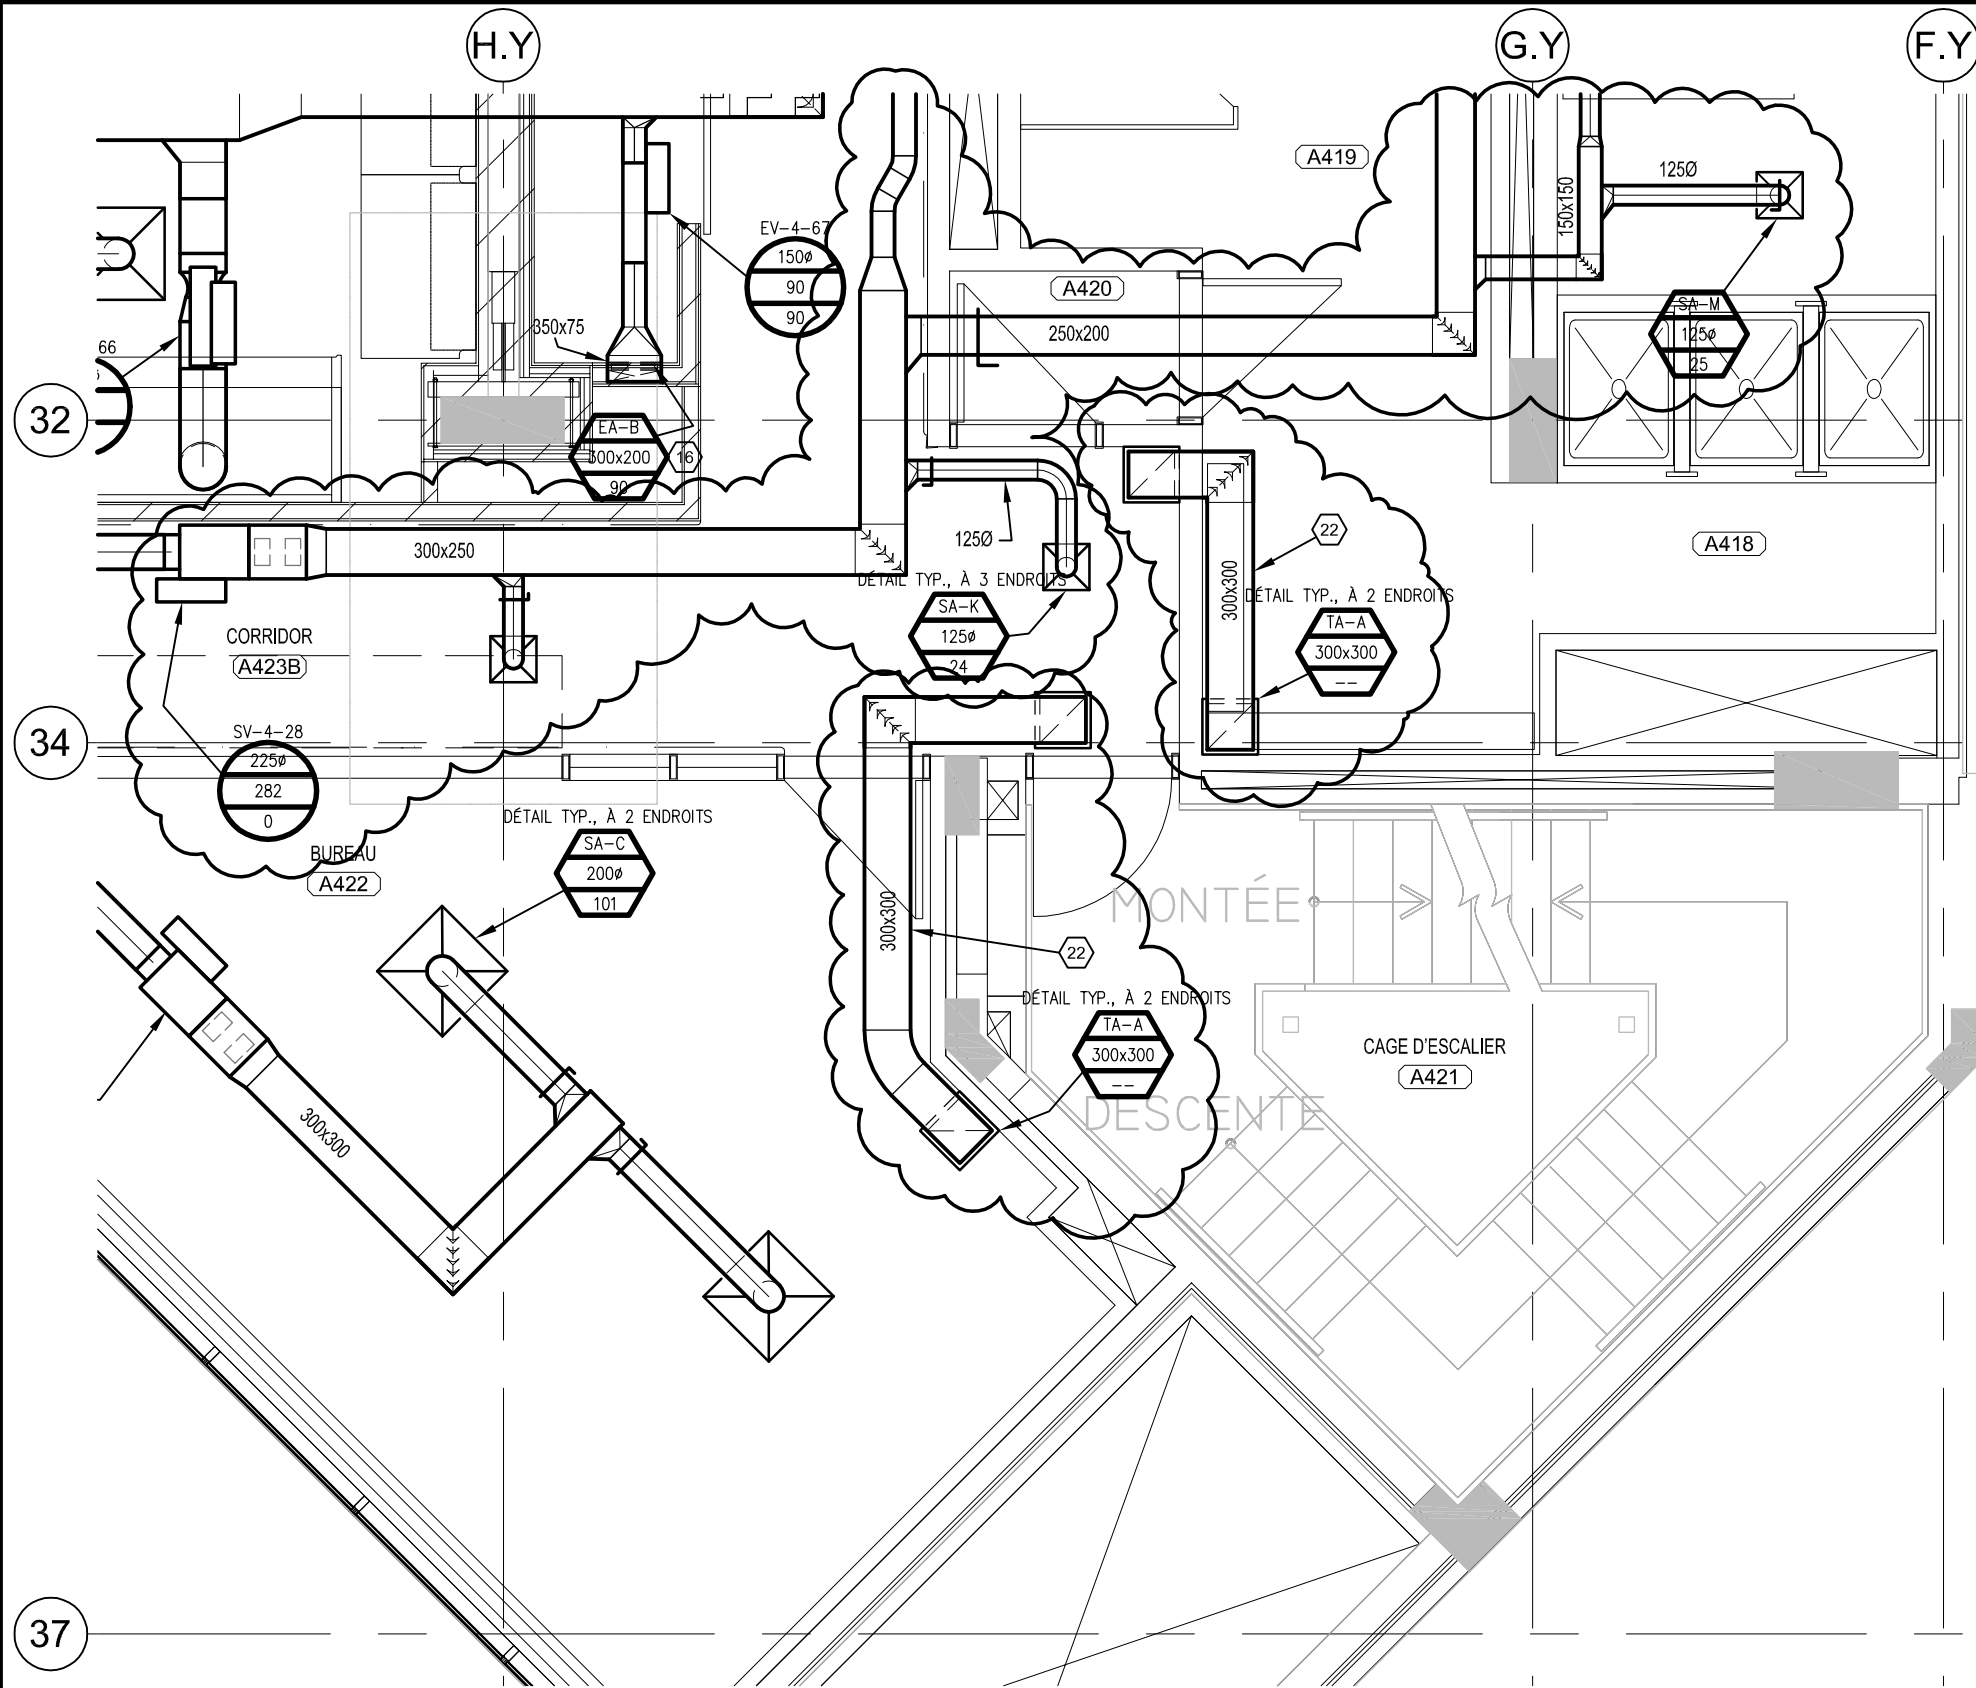 H.Y
G.Y
F.Y
A419
125Ø
150x150
EV-4-67
150ø
90
90
A420
SA-M
125ø
25
350x75
250x200
66
32
EA-B
300x200
90
16
300x250
125Ø
22
A418
DÉTAIL TYP., À 3 ENDROITS
SA-K
125ø
24
300x300
DÉTAIL TYP., À 2 ENDROITS
TA-A
300x300
--
CORRIDOR
A423B
34
SV-4-28
225ø
282
0
DÉTAIL TYP., À 2 ENDROITS
SA-C
200ø
101
BUREAU
A422
MONTÉE
300x300
22
DÉTAIL TYP., À 2 ENDROITS
TA-A
300x300
--
CAGE D'ESCALIER
A421
DESCENTE
300x300
37